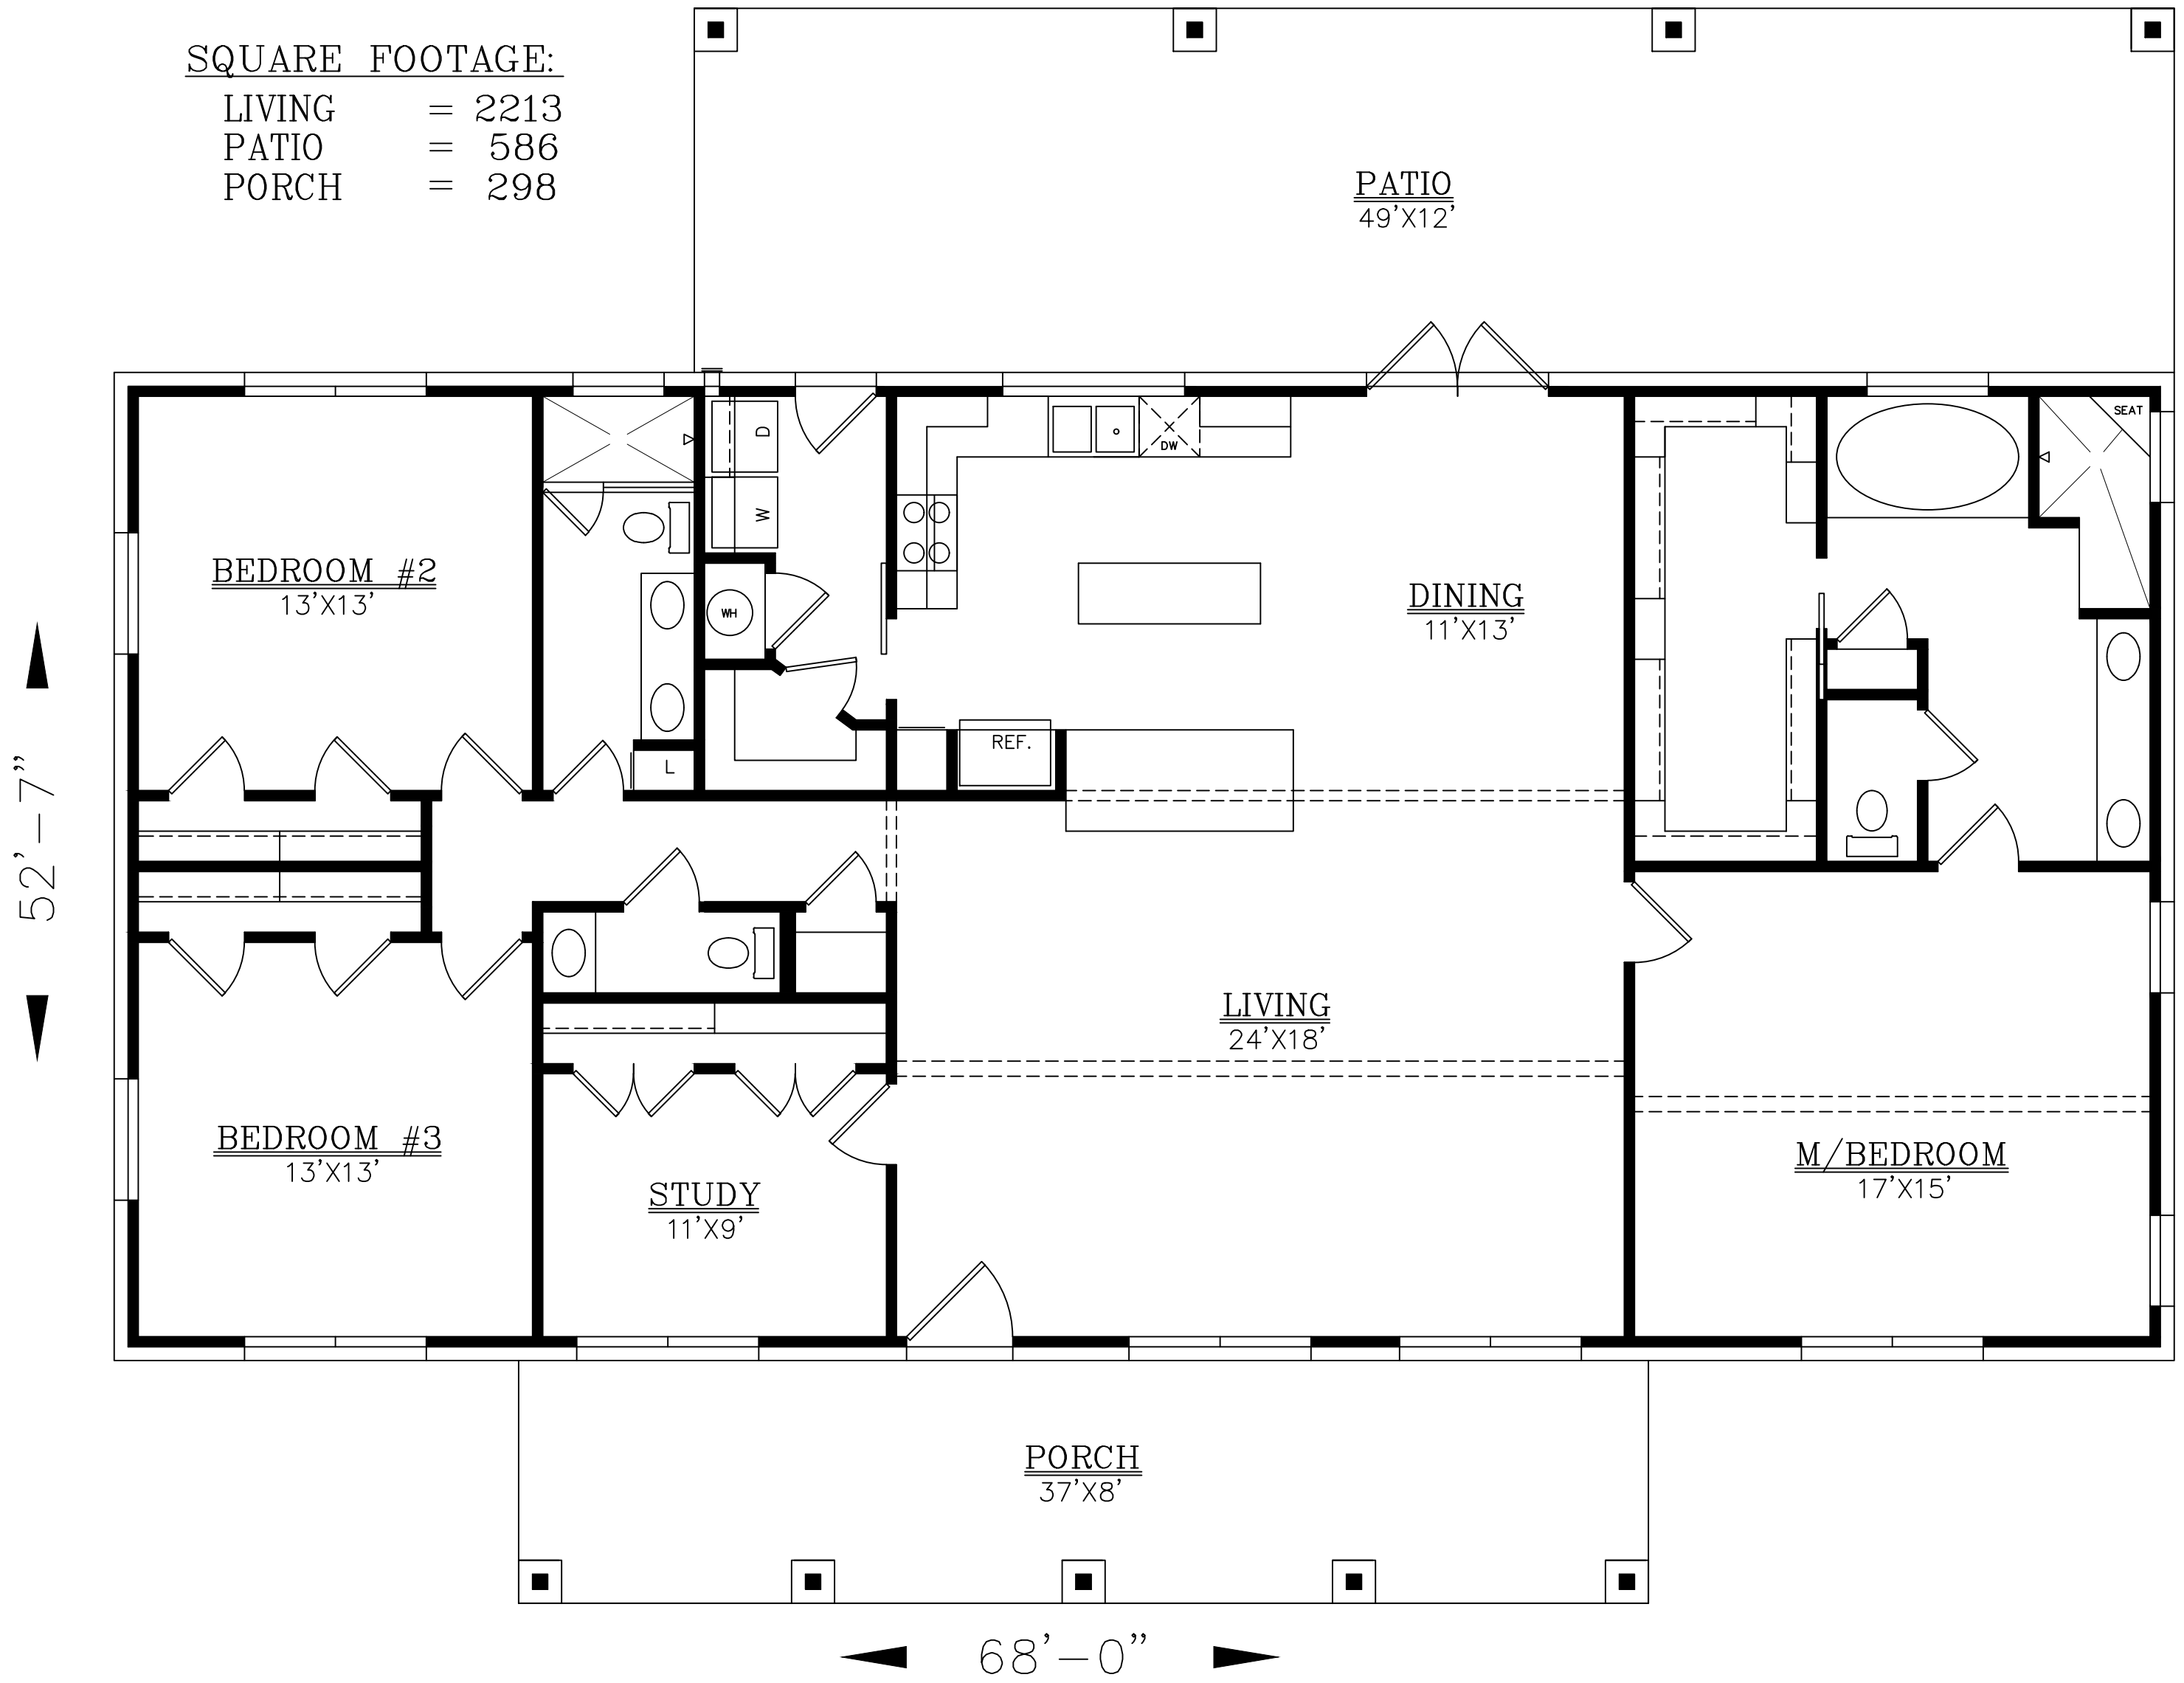 SQUARE FOOTAGE:
LIVING = 2213
PATIO = 586
PORCH = 298
PATIO
49'X12'
SEAT
D
DW
W
BEDROOM #2
13'X13'
WH
DINING
11'X13'
REF.
L
52'-7"
LIVING
24'X18'
BEDROOM #3
13'X13'
M/BEDROOM
17'X15'
STUDY
11'X9'
PORCH
37'X8'
68'-0"